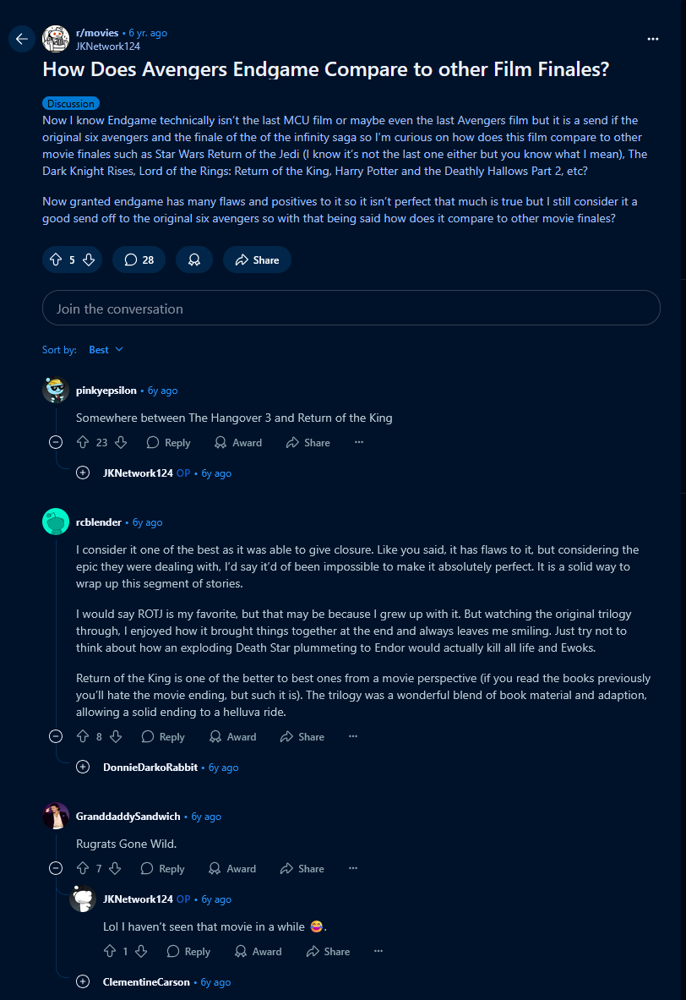 r/movies • 6 yr. ago
JKNetwork124
How Does Avengers Endgame Compare to other Film Finales?
Discussion
Now I know Endgame technically isn't the last MCU film or maybe even the last Avengers film but it is a send if the
original six avengers and the finale of the of the infinity saga so I'm curious on how does this film compare to other
movie finales such as Star Wars Return of the Jedi (I know it's not the last one either but you know what I mean), The
Dark Knight Rises, Lord of the Rings: Return of the King, Harry Potter and the Deathly Hallows Part 2, etc?
Now granted endgame has many flaws and positives to it so it isn't perfect that much is true but I still consider it a
good send off to the original six avengers so with that being said how does it compare to other movie finales?
5 28 Share
Join the conversation
Sort by: Best
pinkyepsilon • 6y ago
Somewhere between The Hangover 3 and Return of the King
23 Reply Award Share
JKNetwork124 OP • 6y ago
rcblender • 6y ago
I consider it one of the best as it was able to give closure. Like you said, it has flaws to it, but considering the
epic they were dealing with, I'd say it'd of been impossible to make it absolutely perfect. It is a solid way to
wrap up this segment of stories.
I would say ROTJ is my favorite, but that may be because I grew up with it. But watching the original trilogy
through, I enjoyed how it brought things together at the end and always leaves me smiling. Just try not to
think about how an exploding Death Star plummeting to Endor would actually kill all life and Ewoks.
Return of the King is one of the better to best ones from a movie perspective (if you read the books previously
you'll hate the movie ending, but such it is). The trilogy was a wonderful blend of book material and adaption,
allowing a solid ending to a helluva ride.
8 Reply Award Share
DonnieDarkoRabbit • 6y ago
GranddaddySandwich • 6y ago
Rugrats Gone Wild.
7 Reply Award Share
JKNetwork124 OP • 6y ago
Lol I haven't seen that movie in a while 😂.
1 Reply Award Share
ClementineCarson • 6y ago